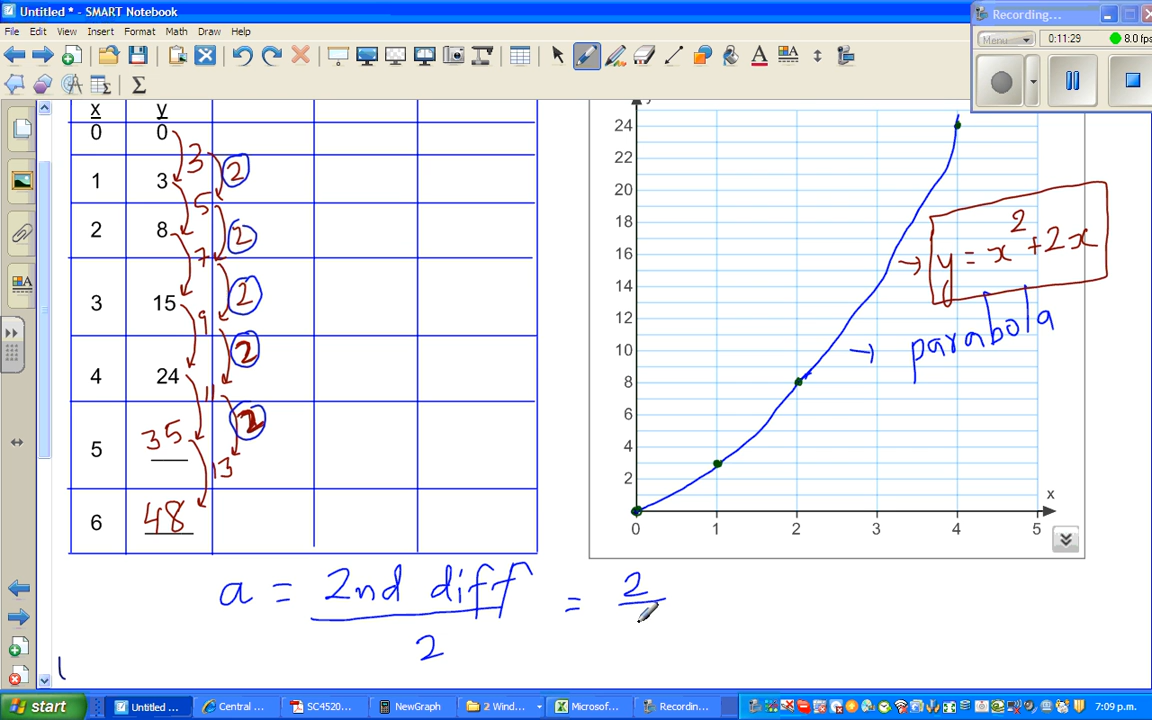 Untitled * - SMART Notebook
Recording...
File Edit View Insert Format Math Draw Help
Menu 0:11:29 8.0 fps
x y
0 0
3 2
1 3
5 2
2 8
7 2
3 15
9 2
4 24
11 2
5 35
13
6 48
24
22
20
18
16
14
12
10
8
6
4
2
0 1 2 3 4 5
x
→ y = x² + 2x
→ parabola
a = 2nd diff / 2 = 2
start Untitled ... Central ... SC4520... NewGraph 2 Wind... Microsof... Recordin... 7:09 p.m.